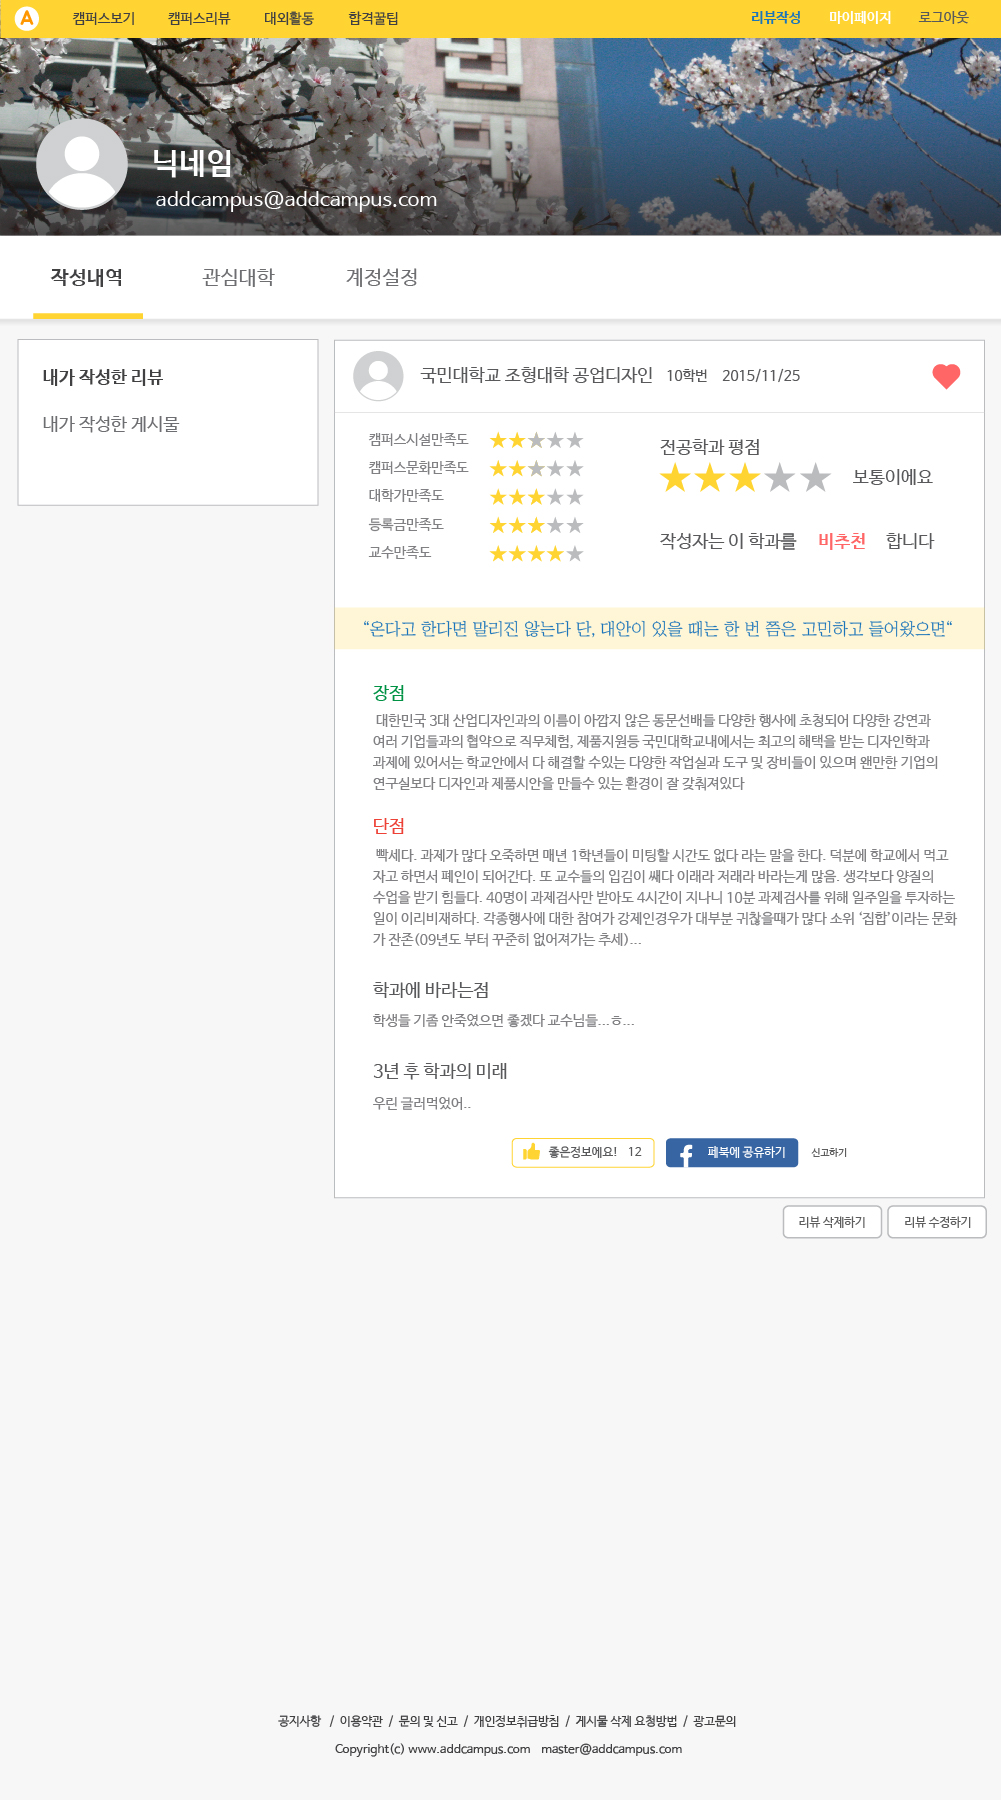 A 캠퍼스보기 캠퍼스리뷰 대외활동 합격꿀팁 리뷰작성 마이페이지 로그아웃
닉네임
addcampus@addcampus.com
작성내역 관심대학 계정설정
내가 작성한 리뷰
내가 작성한 게시물
국민대학교 조형대학 공업디자인 10학번 2015/11/25
캠퍼스시설만족도
캠퍼스문화만족도
대학가만족도
등록금만족도
교수만족도
전공학과 평점
보통이에요
작성자는 이 학과를 비추천 합니다
“온다고 한다면 말리진 않는다 단, 대안이 있을 때는 한 번 쯤은 고민하고 들어왔으면“
장점
대한민국 3대 산업디자인과의 이름이 아깝지 않은 동문선배들 다양한 행사에 초청되어 다양한 강연과
여러 기업들과의 협약으로 직무체험, 제품지원등 국민대학교내에서는 최고의 해택을 받는 디자인학과
과제에 있어서는 학교안에서 다 해결할 수있는 다양한 작업실과 도구 및 장비들이 있으며 왠만한 기업의
연구실보다 디자인과 제품시안을 만들수 있는 환경이 잘 갖춰져있다
단점
빡세다. 과제가 많다 오죽하면 매년 1학년들이 미팅할 시간도 없다 라는 말을 한다. 덕분에 학교에서 먹고
자고 하면서 폐인이 되어간다. 또 교수들의 입김이 쎄다 이래라 저래라 바라는게 많음. 생각보다 양질의
수업을 받기 힘들다. 40명이 과제검사만 받아도 4시간이 지나니 10분 과제검사를 위해 일주일을 투자하는
일이 이리비재하다. 각종행사에 대한 참여가 강제인경우가 대부분 귀찮을때가 많다 소위 ‘집합’이라는 문화
가 잔존(09년도 부터 꾸준히 없어져가는 추세)...
학과에 바라는점
학생들 기좀 안죽였으면 좋겠다 교수님들...ㅎ...
3년 후 학과의 미래
우린 글러먹었어..
좋은정보에요! 12 페북에 공유하기 신고하기
리뷰 삭제하기 리뷰 수정하기
공지사항 / 이용약관 / 문의 및 신고 / 개인정보취급방침 / 게시물 삭제 요청방법 / 광고문의
Copyright(c) www.addcampus.com master@addcampus.com